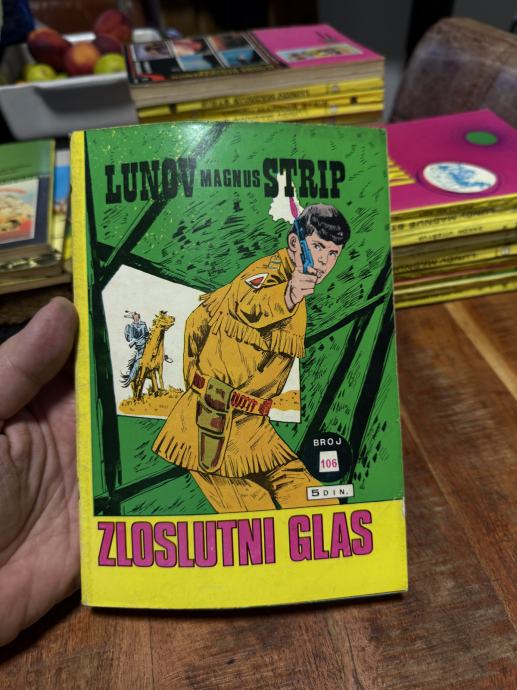 LUNOV MAGNUS STRIP
BROJ
106
5 DIN.
ZLOSLUTNI GLAS